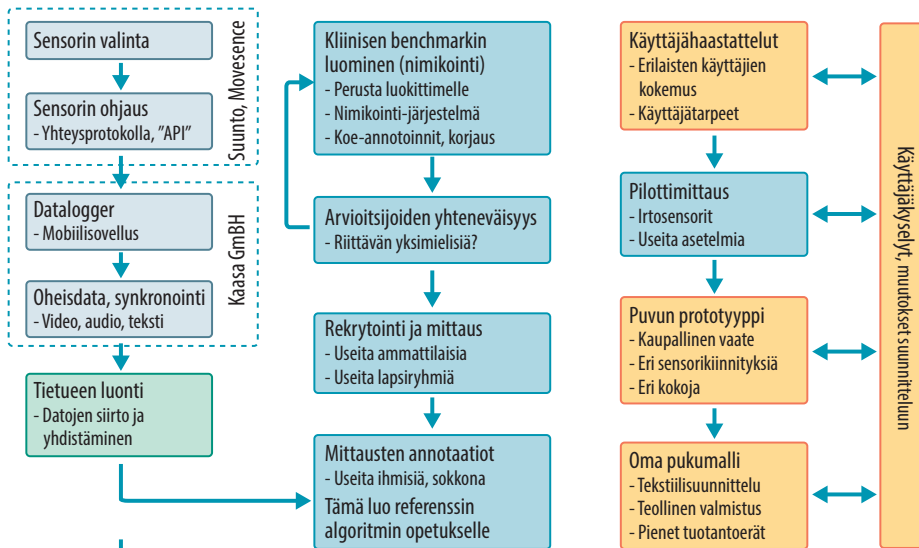 Sensorin valinta
Sensorin ohjaus
- Yhteysprotokolla, ”API”
Suunto, Movesence
Datalogger
- Mobiilisovellus
Oheisdata, synkronointi
- Video, audio, teksti
Kaasa GmBH
Tietueen luonti
- Datojen siirto ja
yhdistäminen
Kliinisen benchmarkin
luominen (nimikointi)
- Perusta luokittimelle
- Nimikointi-järjestelmä
- Koe-annotoinnit, korjaus
Arvioitsijoiden yhteneväisyys
- Riittävän yksimielisiä?
Rekrytointi ja mittaus
- Useita ammattilaisia
- Useita lapsiryhmiä
Mittausten annotaatiot
- Useita ihmisiä, sokkona
Tämä luo referenssin
algoritmin opetukselle
Käyttäjähaastattelut
- Erilaisten käyttäjien
kokemus
- Käyttäjätarpeet
Pilottimittaus
- Irtosensorit
- Useita asetelmia
Puvun prototyyppi
- Kaupallinen vaate
- Eri sensorikiinnityksiä
- Eri kokoja
Oma pukumalli
- Tekstiilisuunnittelu
- Teollinen valmistus
- Pienet tuotantoerät
Käyttäjäkyselyt, muutokset suunnitteluun